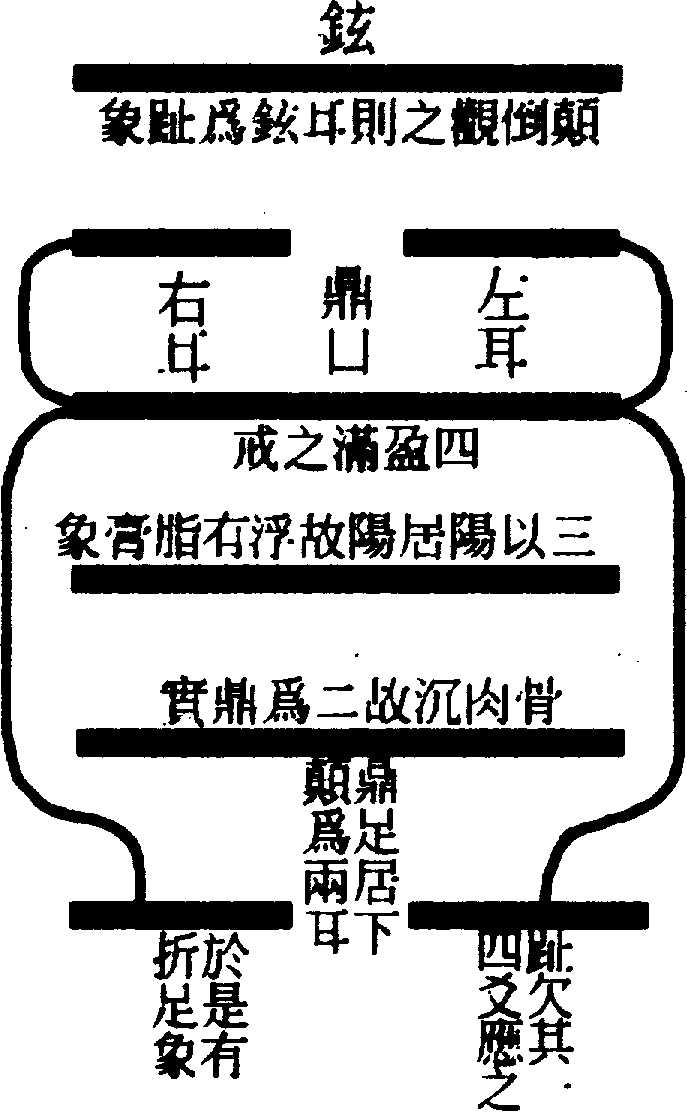 鉉
顛倒觀之則耳鉉爲趾象
左耳
鼎口
右耳
四盈滿之戒
三以陽居陽故浮有脂膏象
骨肉沉故二爲鼎實
鼎足居下
顛爲兩耳
趾欠其
四爻應之
於是有
折足象